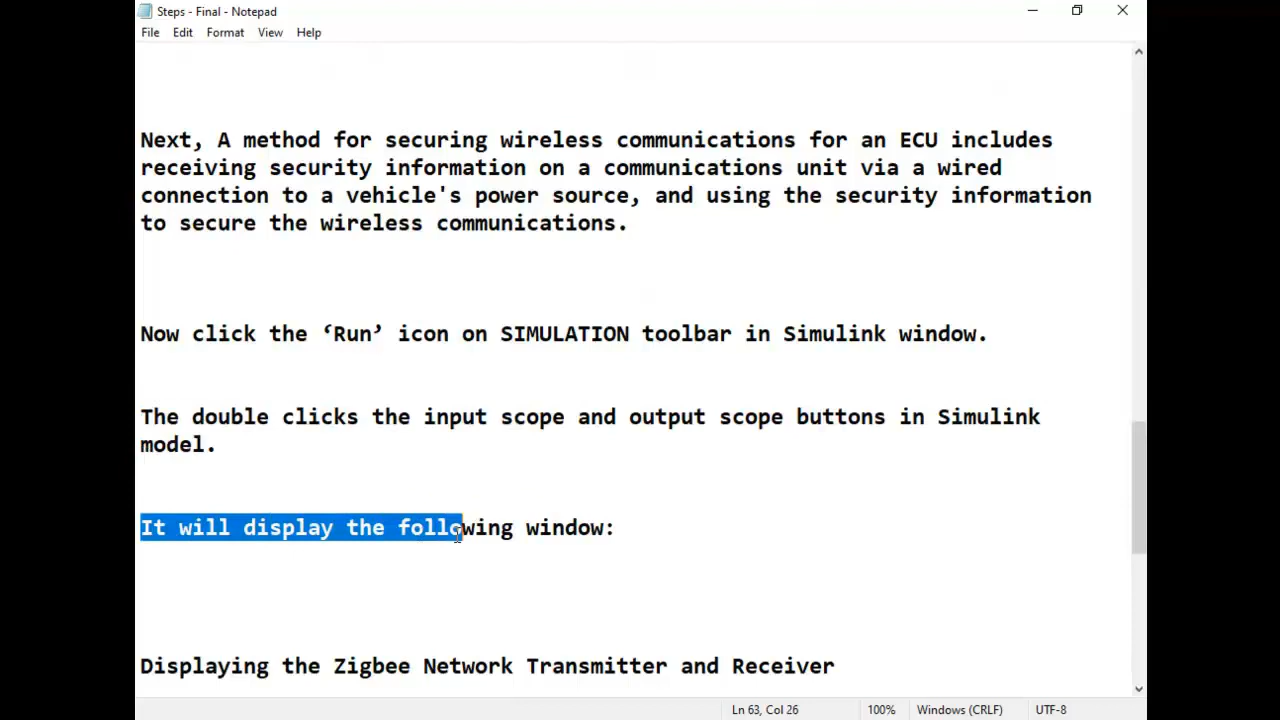 Steps - Final - Notepad
File Edit Format View Help
Next, A method for securing wireless communications for an ECU includes
receiving security information on a communications unit via a wired
connection to a vehicle's power source, and using the security information
to secure the wireless communications.
Now click the ‘Run’ icon on SIMULATION toolbar in Simulink window.
The double clicks the input scope and output scope buttons in Simulink
model.
It will display the following window:
Displaying the Zigbee Network Transmitter and Receiver
Ln 63, Col 26 100% Windows (CRLF) UTF-8